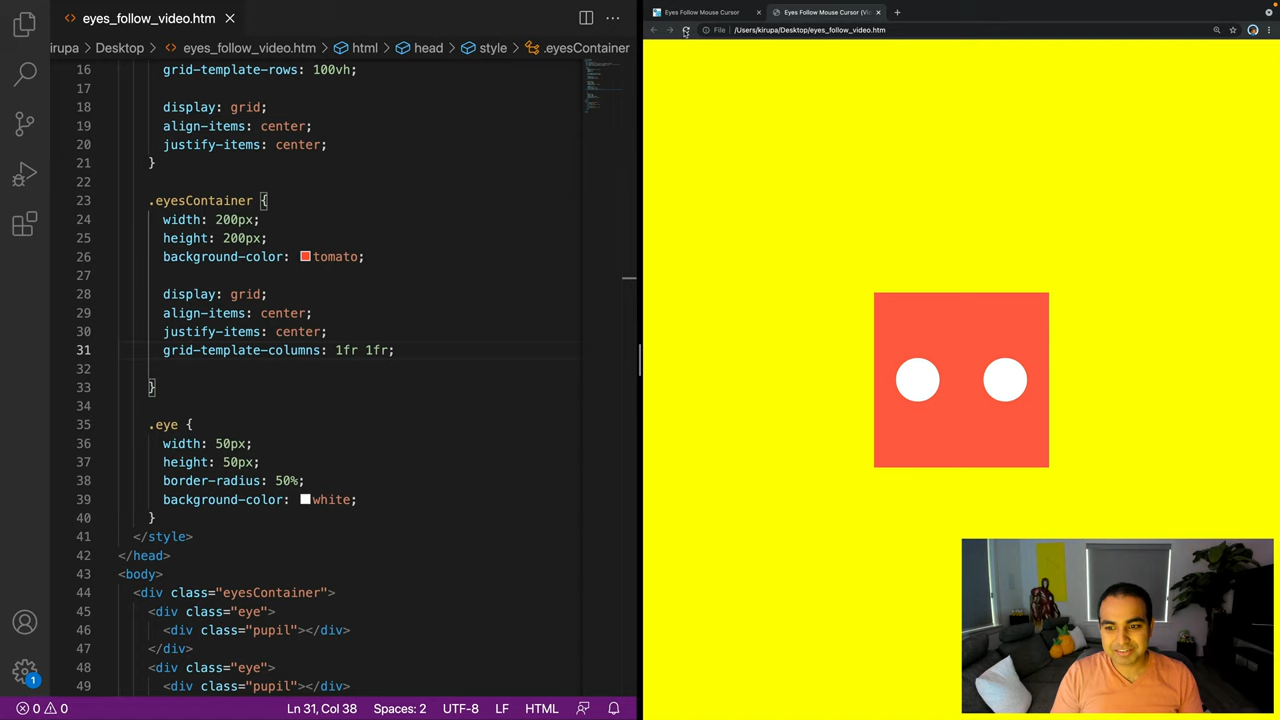 eyes_follow_video.htm
irupa > Desktop > eyes_follow_video.htm > html > head > style > .eyesContainer
16 grid-template-rows: 100vh;
17
18 display: grid;
19 align-items: center;
20 justify-items: center;
21 }
22
23 .eyesContainer {
24 width: 200px;
25 height: 200px;
26 background-color: tomato;
27
28 display: grid;
29 align-items: center;
30 justify-items: center;
31 grid-template-columns: 1fr 1fr;
32
33 }
34
35 .eye {
36 width: 50px;
37 height: 50px;
38 border-radius: 50%;
39 background-color: white;
40 }
41 </style>
42 </head>
43 <body>
44 <div class="eyesContainer">
45 <div class="eye">
46 <div class="pupil"></div>
47 </div>
48 <div class="eye">
49 <div class="pupil"></div>
1
0 0 Ln 31, Col 38 Spaces: 2 UTF-8 LF HTML
Eyes Follow Mouse Cursor Eyes Follow Mouse Cursor (Vi
File /Users/kirupa/Desktop/eyes_follow_video.htm